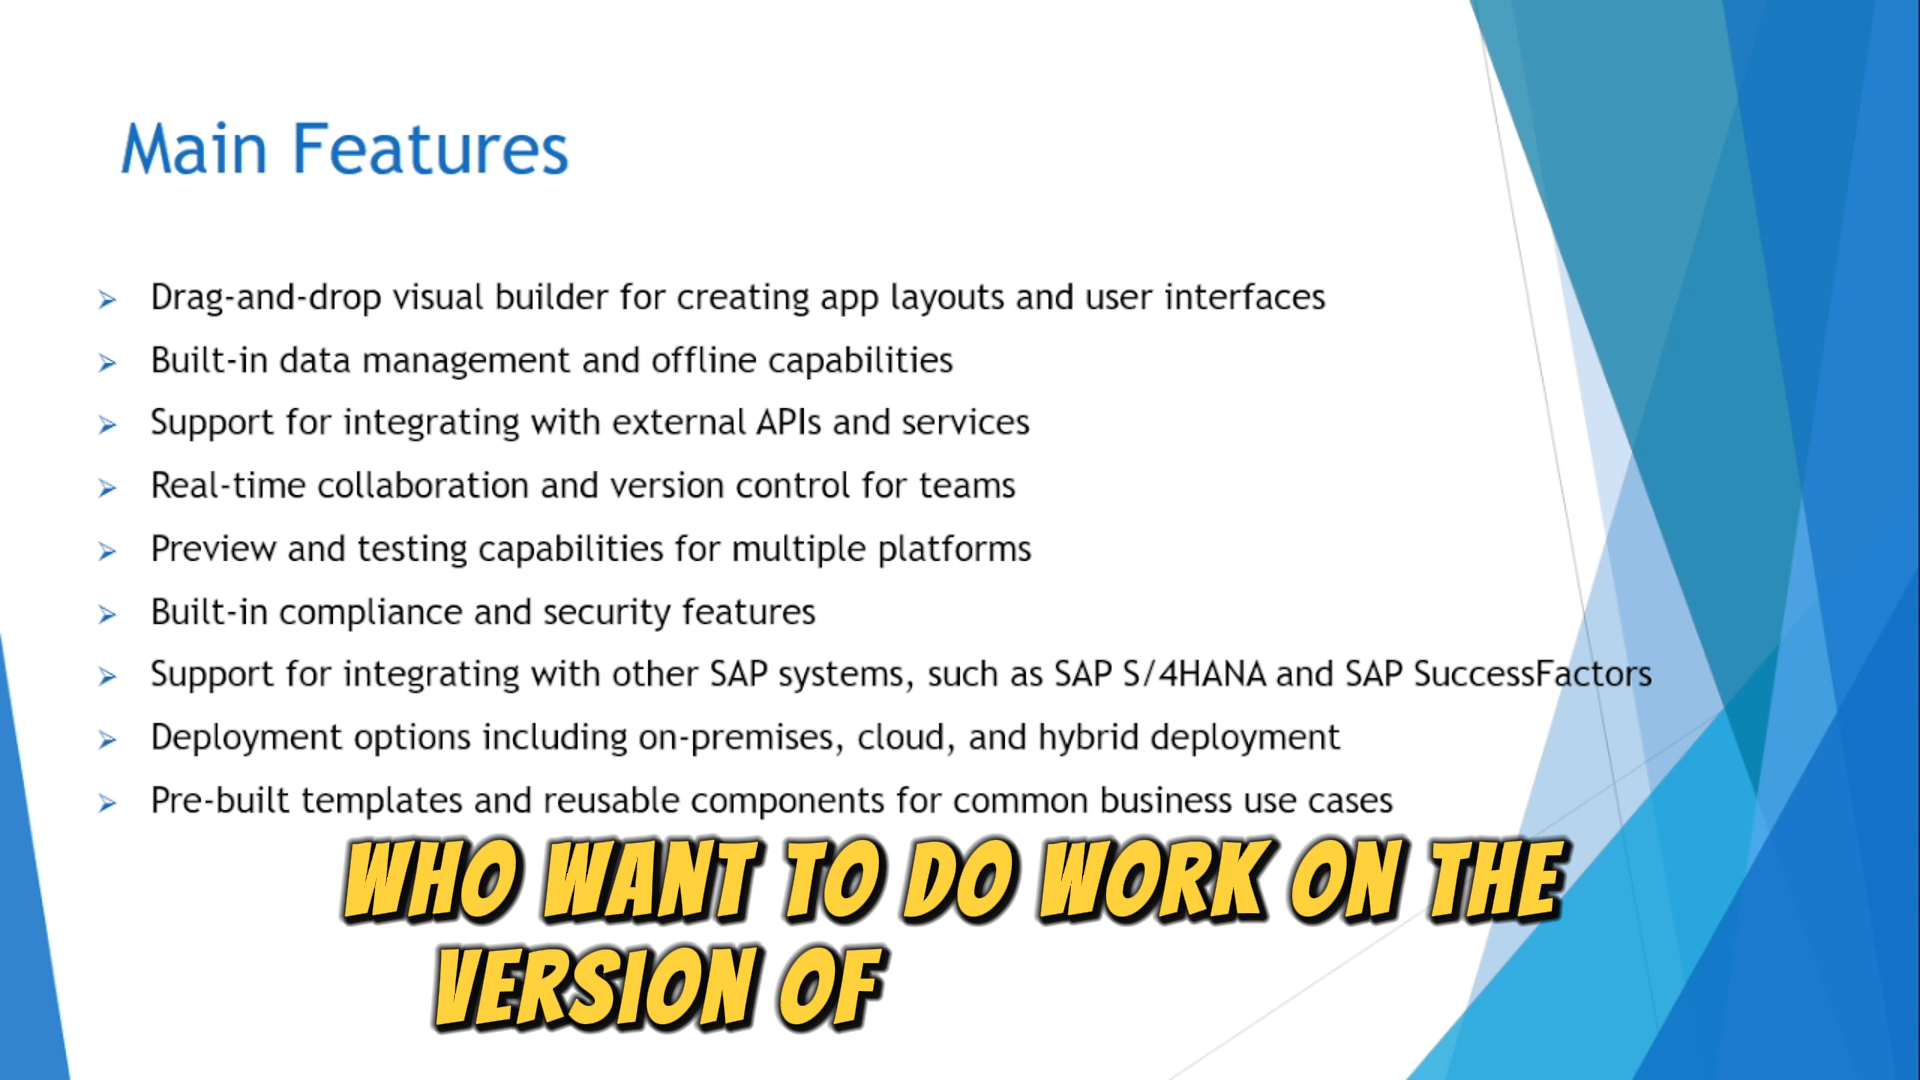 Main Features
Drag-and-drop visual builder for creating app layouts and user interfaces
Built-in data management and offline capabilities
Support for integrating with external APIs and services
Real-time collaboration and version control for teams
Preview and testing capabilities for multiple platforms
Built-in compliance and security features
Support for integrating with other SAP systems, such as SAP S/4HANA and SAP SuccessFactors
Deployment options including on-premises, cloud, and hybrid deployment
Pre-built templates and reusable components for common business use cases
WHO WANT TO DO WORK ON THE
VERSION OF